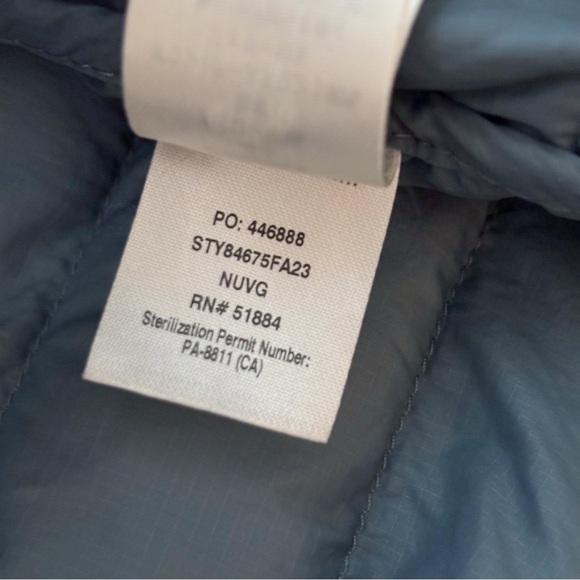 PO: 446888
STY84675FA23
NUVG
RN# 51884
Sterilization Permit Number:
PA-8811 (CA)